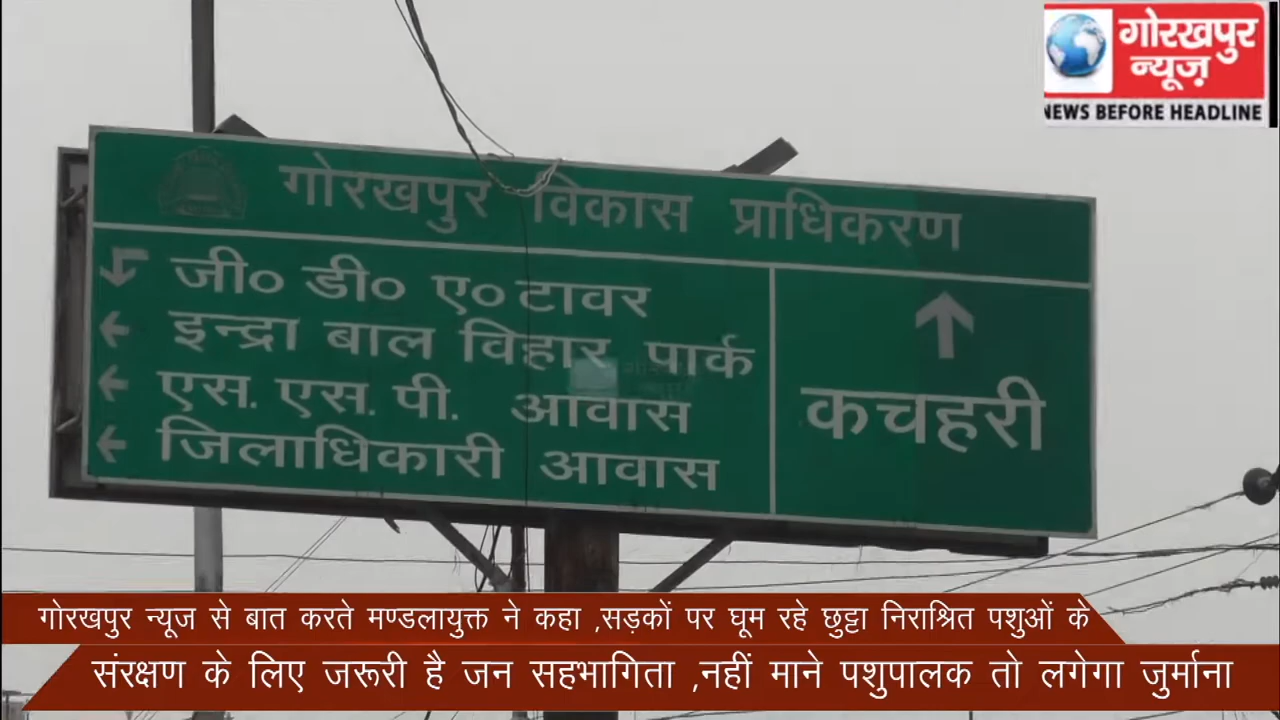 गोरखपुर
न्यूज़
NEWS BEFORE HEADLINE
गोरखपुर विकास प्राधिकरण
जी० डी० ए० टावर
इन्द्रा बाल विहार पार्क
एस. एस. पी. आवास
जिलाधिकारी आवास
कचहरी
गोरखपुर न्यूज से बात करते मण्डलायुक्त ने कहा ,सड़कों पर घूम रहे छुट्टा निराश्रित पशुओं के
संरक्षण के लिए जरूरी है जन सहभागिता ,नहीं माने पशुपालक तो लगेगा जुर्माना